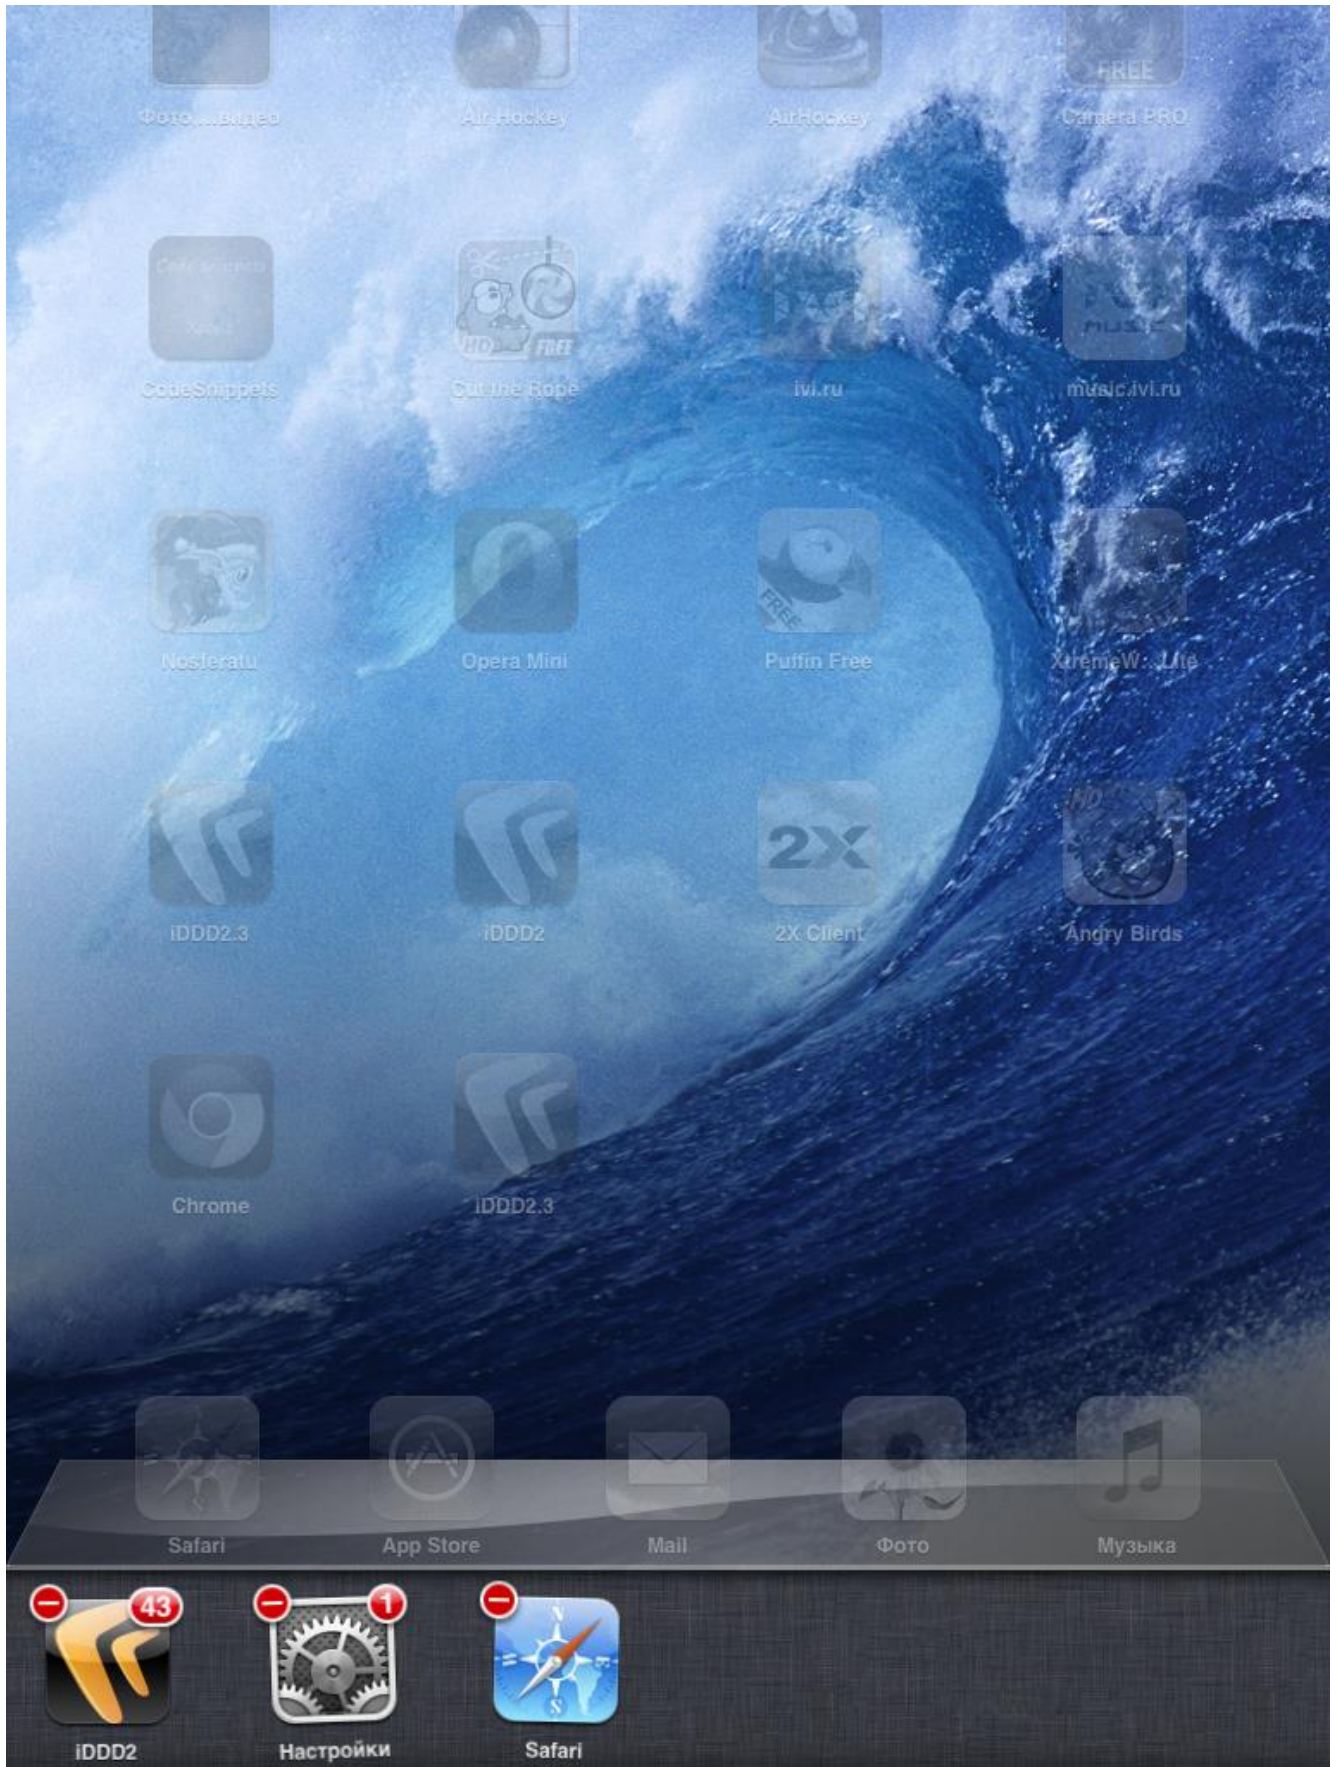 Фото,...видео
Air Hockey
AirHockey
FREE
Camera PRO
CodeSnippets
HD
FREE
Cut the Rope
ivi.ru
MUSIC
music.ivi.ru
Nosferatu
Opera Mini
FREE
Puffin Free
XtremeW...Lite
iDDD2.3
iDDD2
2X
2X Client
HD
Angry Birds
Chrome
iDDD2.3
Safari
App Store
Mail
Фото
Музыка
43
iDDD2
1
Настройки
N
S
Safari